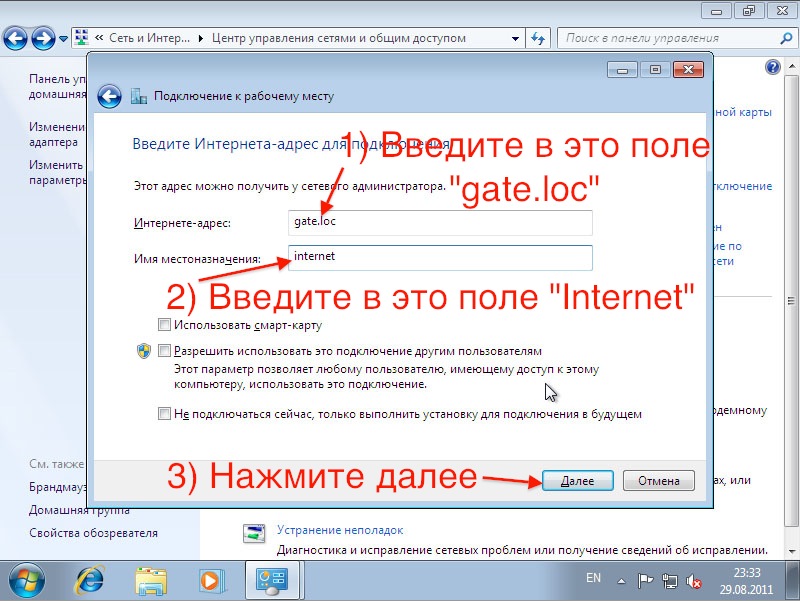 « Сеть и Интер... ▸ Центр управления сетями и общим доступом
Поиск в панели управления
Панель уп
домашняя
Изменени
адаптера
Изменить
параметры
ной карты
дключение
ен
ие по
сети
одемному
ах, или
Подключение к рабочему месту
Введите Интернета-адрес для подключения
1) Введите в это поле
"gate.loc"
Этот адрес можно получить у сетевого администратора.
Интернете-адрес:
gate.loc
Имя местоназначения:
internet
2) Введите в это поле "Internet"
Использовать смарт-карту
Разрешить использовать это подключение другим пользователям
Этот параметр позволяет любому пользователю, имеющему доступ к этому
компьютеру, использовать это подключение.
Не подключаться сейчас, только выполнить установку для подключения в будущем
3) Нажмите далее
Далее
Отмена
См. также
Брандмауэ
Домашняя группа
Свойства обозревателя
Устранение неполадок
Диагностика и исправление сетевых проблем или получение сведений об исправлении.
EN
23:33
29.08.2011